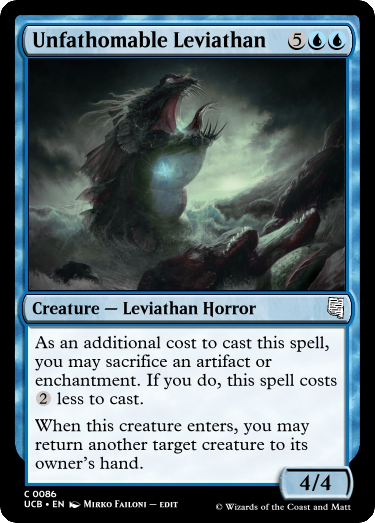 Unfathomable Leviathan 5
Creature — Leviathan Horror
As an additional cost to cast this spell,
you may sacrifice an artifact or
enchantment. If you do, this spell costs
2 less to cast.
When this creature enters, you may
return another target creature to its
owner's hand.
4/4
C 0086
UCB • EN Mirko Failoni — edit
© Wizards of the Coast and Matt